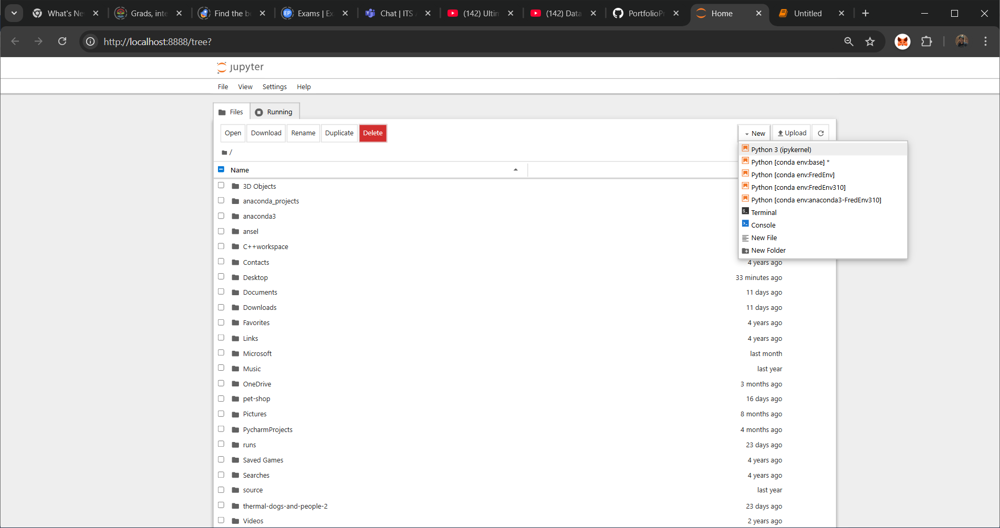 What's Ne
Grads, inte
Find the be
EP
Exams | Ex
Chat | ITS
(142) Ultim
(142) Data
PortfolioPr
Home
Untitled
http://localhost:8888/tree?
jupyter
File View Settings Help
Files Running
Open Download Rename Duplicate Delete New Upload
/
Name
Python 3 (ipykernel)
Python [conda env:base] *
Python [conda env:FredEnv]
Python [conda env:FredEnv310]
Python [conda env:anaconda3-FredEnv310]
Terminal
Console
New File
New Folder
3D Objects
anaconda_projects
anaconda3
ansel
C++workspace
Contacts 4 years ago
Desktop 33 minutes ago
Documents 11 days ago
Downloads 11 days ago
Favorites 4 years ago
Links 4 years ago
Microsoft last month
Music last year
OneDrive 3 months ago
pet-shop 16 days ago
Pictures 8 months ago
PycharmProjects 4 months ago
runs 23 days ago
Saved Games 4 years ago
Searches 4 years ago
source last year
thermal-dogs-and-people-2 23 days ago
Videos 2 years ago